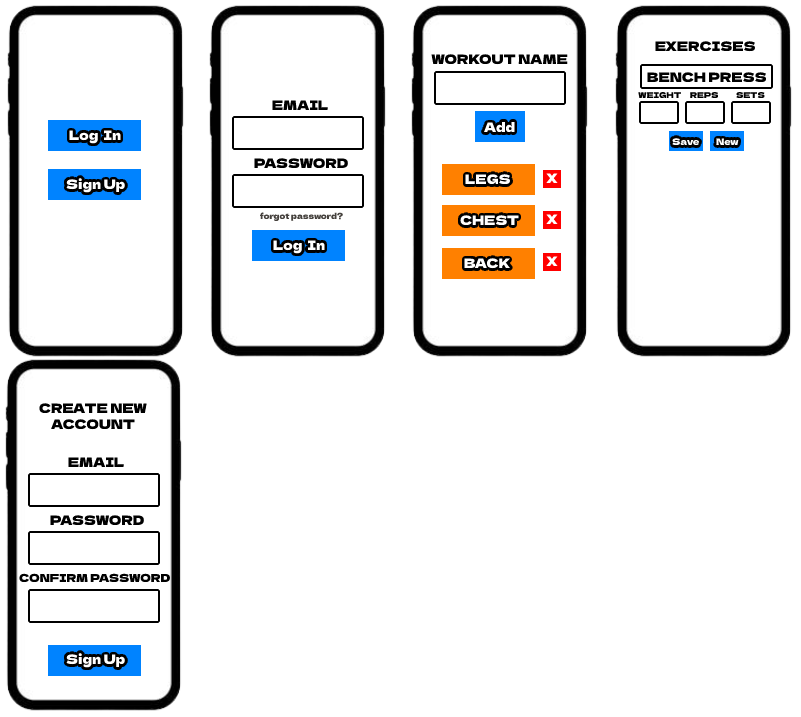 Log In
Sign Up
EMAIL
PASSWORD
forgot password?
Log In
WORKOUT NAME
Add
LEGS X
CHEST X
BACK X
EXERCISES
BENCH PRESS
WEIGHT REPS SETS
Save New
CREATE NEW
ACCOUNT
EMAIL
PASSWORD
CONFIRM PASSWORD
Sign Up